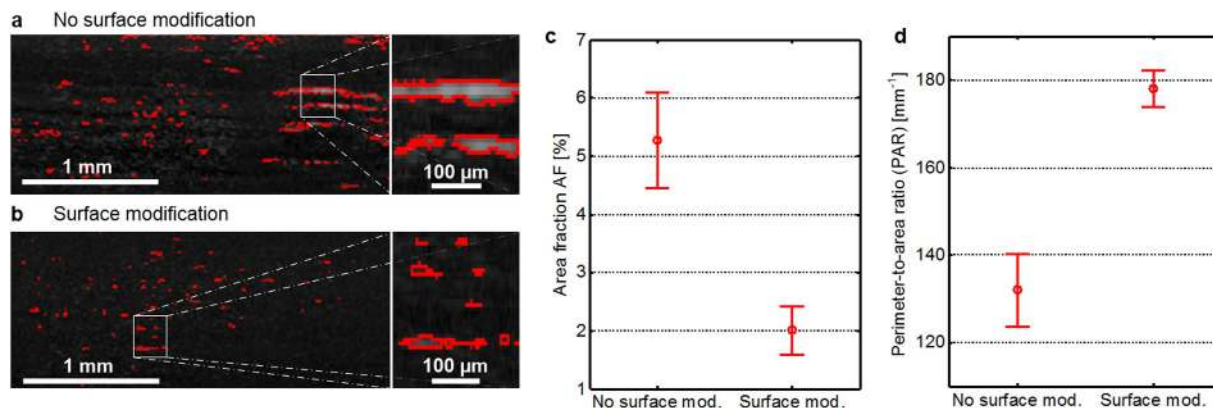 a No surface modification
1 mm
100 µm
b Surface modification
1 mm
100 µm
c
Area fraction AF [%]
7
6
5
4
3
2
1
No surface mod. Surface mod.
d
Perimeter-to-area ratio (PAR) [mm⁻¹]
180
160
140
120
No surface mod. Surface mod.